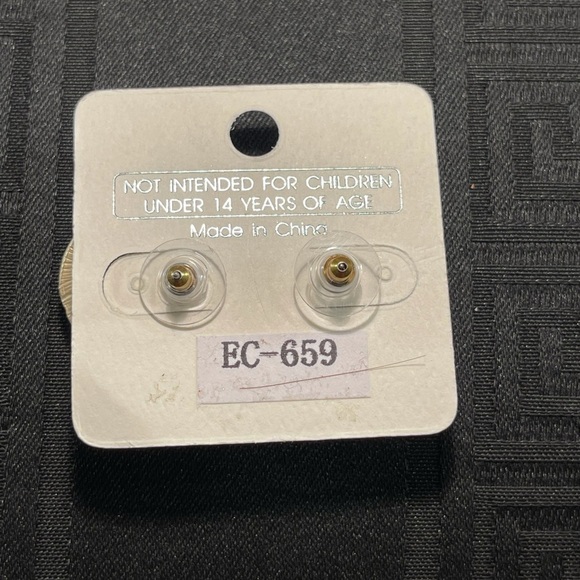 NOT INTENDED FOR CHILDREN
UNDER 14 YEARS OF AGE
Made in China
EC-659